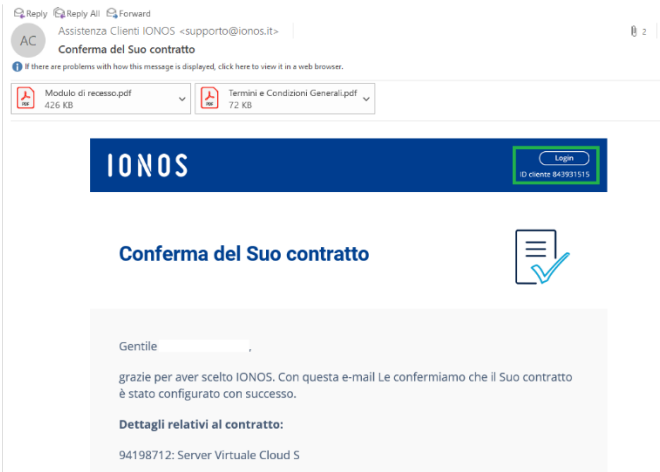 Reply Reply All Forward
AC
Assistenza Clienti IONOS <supporto@ionos.it>
2
Conferma del Suo contratto
If there are problems with how this message is displayed, click here to view it in a web browser.
Modulo di recesso.pdf
426 KB
Termini e Condizioni Generali.pdf
72 KB
IONOS
Login
ID cliente 843931515
Conferma del Suo contratto
Gentile ,
grazie per aver scelto IONOS. Con questa e-mail Le confermiamo che il Suo contratto
è stato configurato con successo.
Dettagli relativi al contratto:
94198712: Server Virtuale Cloud S